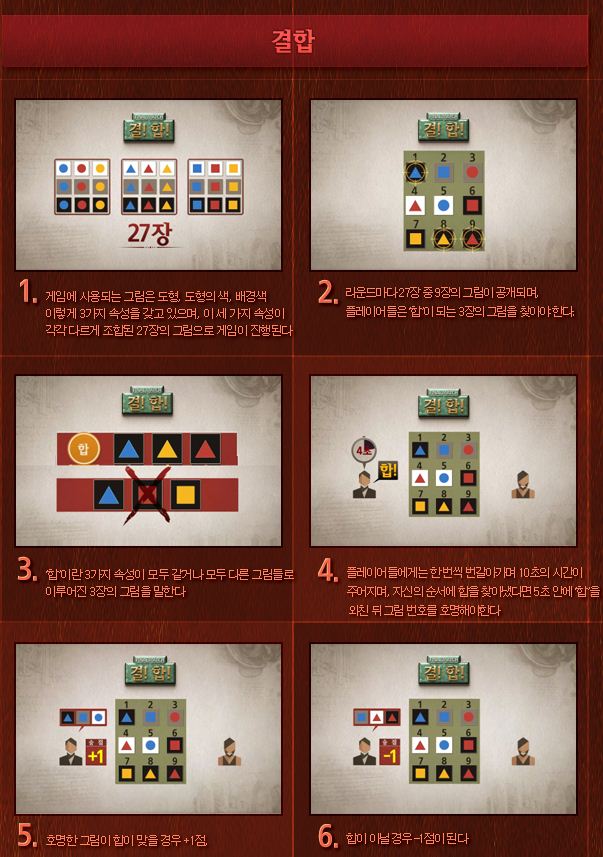 결합
결! 합!
27장
1. 게임에 사용되는 그림은 도형, 도형의 색, 배경색
이렇게 3가지 속성을 갖고 있으며, 이 세 가지 속성이
각각 다르게 조합된 27장의 그림으로 게임이 진행된다
결! 합!
1 2 3
4 5 6
7 8 9
2. 라운드마다 27장 중 9장의 그림이 공개되며,
플레이어들은 '합'이 되는 3장의 그림을 찾아야 한다.
결! 합!
합
3. '합'이란 3가지 속성이 모두 같거나 모두 다른 그림들로
이루어진 3장의 그림을 말한다
결! 합!
4초
합!
1 2 3
4 5 6
7 8 9
4. 플레이어들에게는 한 번씩 번갈아가며 10초의 시간이
주어지며, 자신의 순서에 합을 찾아냈다면 5초 안에 '합'을
외친 뒤 그림 번호를 호명해야한다
결! 합!
1 2 3
4 5 6
7 8 9
승점
+1
5. 호명한 그림이 합이 맞을 경우 +1점,
결! 합!
1 2 3
4 5 6
7 8 9
승점
-1
6. 합이 아닐 경우 -1점이 된다